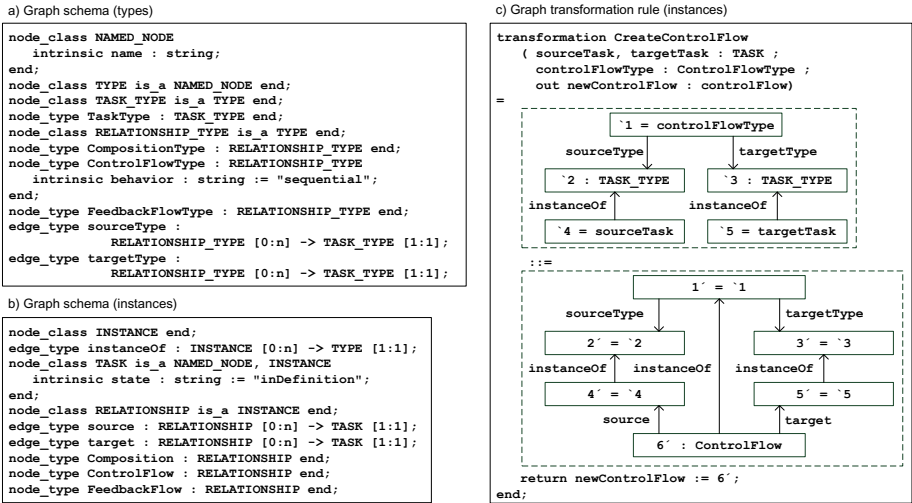 a) Graph schema (types)
node_class NAMED_NODE
intrinsic name : string;
end;
node_class TYPE is_a NAMED_NODE end;
node_class TASK_TYPE is_a TYPE end;
node_type TaskType : TASK_TYPE end;
node_class RELATIONSHIP_TYPE is_a TYPE end;
node_type CompositionType : RELATIONSHIP_TYPE end;
node_type ControlFlowType : RELATIONSHIP_TYPE
intrinsic behavior : string := "sequential";
end;
node_type FeedbackFlowType : RELATIONSHIP_TYPE end;
edge_type sourceType :
RELATIONSHIP_TYPE [0:n] -> TASK_TYPE [1:1];
edge_type targetType :
RELATIONSHIP_TYPE [0:n] -> TASK_TYPE [1:1];
b) Graph schema (instances)
node_class INSTANCE end;
edge_type instanceOf : INSTANCE [0:n] -> TYPE [1:1];
node_class TASK is_a NAMED_NODE, INSTANCE
intrinsic state : string := "inDefinition";
end;
node_class RELATIONSHIP is_a INSTANCE end;
edge_type source : RELATIONSHIP [0:n] -> TASK [1:1];
edge_type target : RELATIONSHIP [0:n] -> TASK [1:1];
node_type Composition : RELATIONSHIP end;
node_type ControlFlow : RELATIONSHIP end;
node_type FeedbackFlow : RELATIONSHIP end;
c) Graph transformation rule (instances)
transformation CreateControlFlow
( sourceTask, targetTask : TASK ;
controlFlowType : ControlFlowType ;
out newControlFlow : controlFlow)
=
`1 = controlFlowType
sourceType targetType
`2 : TASK_TYPE `3 : TASK_TYPE
instanceOf instanceOf
`4 = sourceTask `5 = targetTask
::=
1´ = `1
sourceType targetType
2´ = `2 3´ = `3
instanceOf instanceOf instanceOf
4´ = `4 5´ = `5
source target
6´ : ControlFlow
return newControlFlow := 6´;
end;